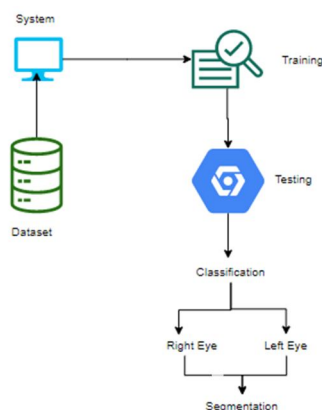 System
Training
Testing
Dataset
Classification
Right Eye
Left Eye
Segmentation